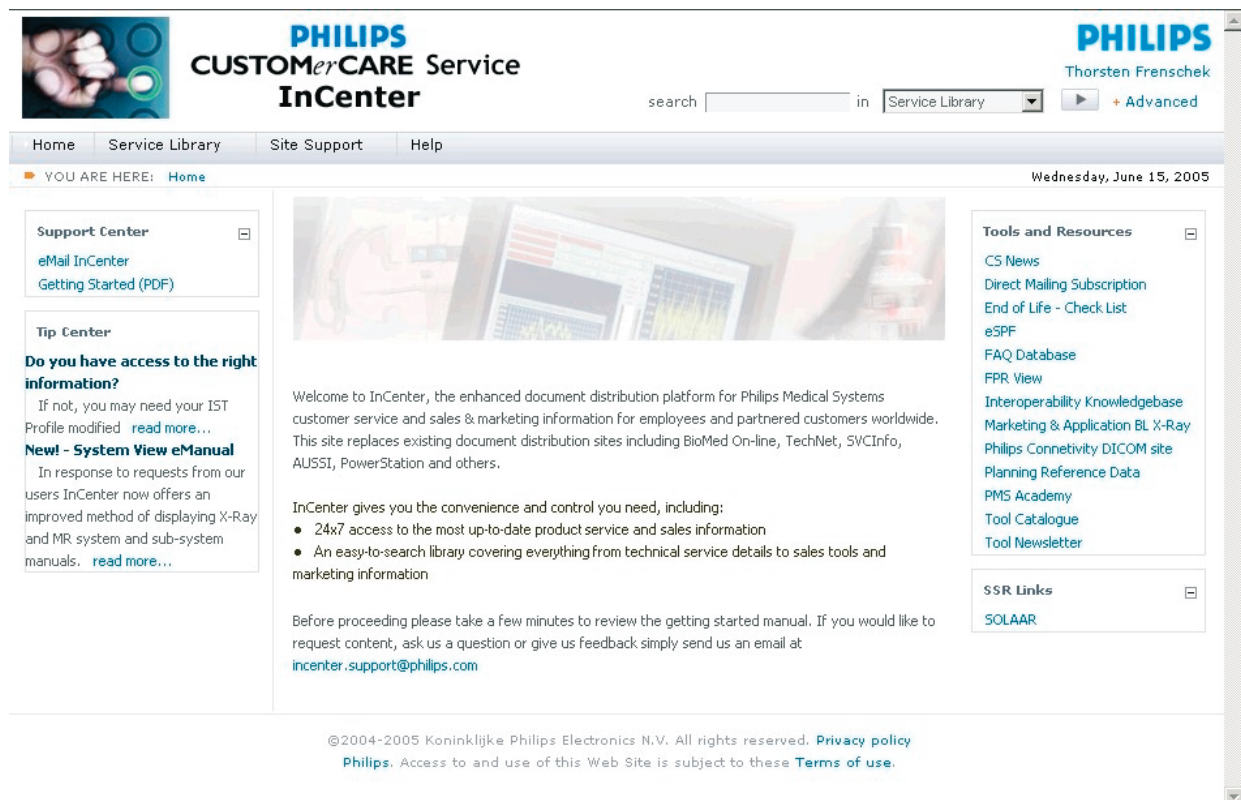 PHILIPS
CUSTOMerCARE Service
InCenter
PHILIPS
Thorsten Frenschek
search in Service Library + Advanced
Home Service Library Site Support Help
YOU ARE HERE: Home
Wednesday, June 15, 2005
Support Center
eMail InCenter
Getting Started (PDF)
Tip Center
Do you have access to the right
information?
If not, you may need your IST
Profile modified read more...
New! - System View eManual
In response to requests from our
users InCenter now offers an
improved method of displaying X-Ray
and MR system and sub-system
manuals. read more...
Welcome to InCenter, the enhanced document distribution platform for Philips Medical Systems
customer service and sales & marketing information for employees and partnered customers worldwide.
This site replaces existing document distribution sites including BioMed On-line, TechNet, SVCInfo,
AUSSI, PowerStation and others.
InCenter gives you the convenience and control you need, including:
● 24x7 access to the most up-to-date product service and sales information
● An easy-to-search library covering everything from technical service details to sales tools and
marketing information
Before proceeding please take a few minutes to review the getting started manual. If you would like to
request content, ask us a question or give us feedback simply send us an email at
incenter.support@philips.com
Tools and Resources
CS News
Direct Mailing Subscription
End of Life - Check List
eSPF
FAQ Database
FPR View
Interoperability Knowledgebase
Marketing & Application BL X-Ray
Philips Connetivity DICOM site
Planning Reference Data
PMS Academy
Tool Catalogue
Tool Newsletter
SSR Links
SOLAAR
©2004-2005 Koninklijke Philips Electronics N.V. All rights reserved. Privacy policy
Philips. Access to and use of this Web Site is subject to these Terms of use.